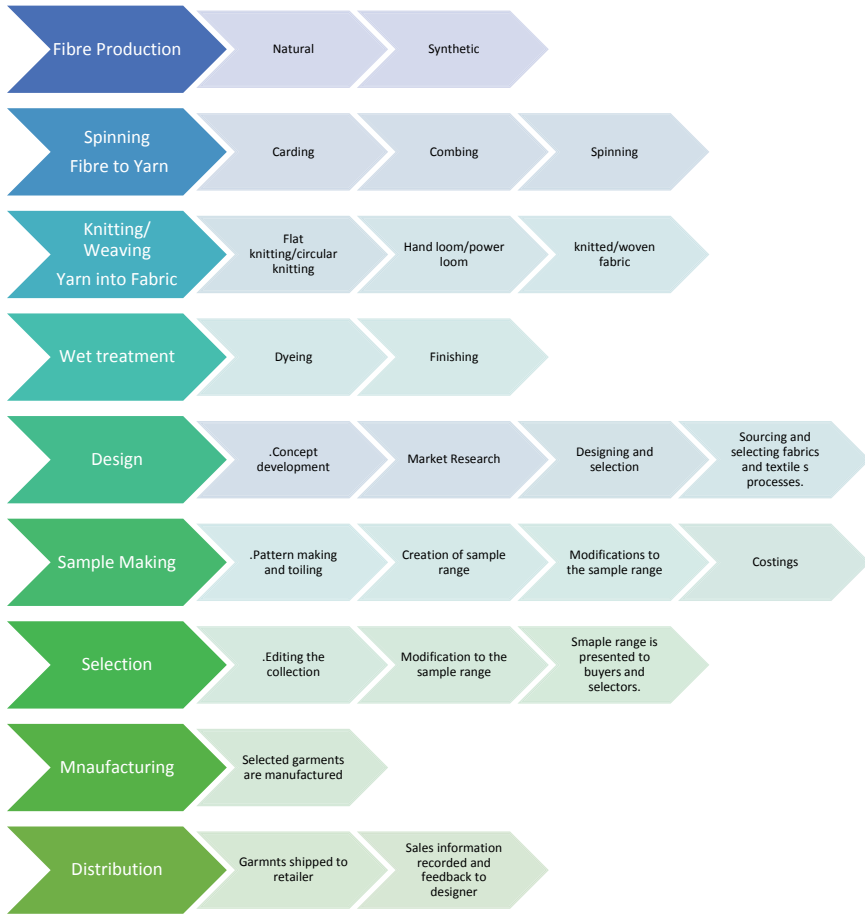 Fibre Production
Natural
Synthetic
Spinning
Fibre to Yarn
Carding
Combing
Spinning
Knitting/
Weaving
Yarn into Fabric
Flat
knitting/circular
knitting
Hand loom/power
loom
knitted/woven
fabric
Wet treatment
Dyeing
Finishing
Design
.Concept
development
Market Research
Designing and
selection
Sourcing and
selecting fabrics
and textile s
processes.
Sample Making
.Pattern making
and toiling
Creation of sample
range
Modifications to
the sample range
Costings
Selection
.Editing the
collection
Modification to the
sample range
Smaple range is
presented to
buyers and
selectors.
Mnaufacturing
Selected garments
are manufactured
Distribution
Garmnts shipped to
retailer
Sales information
recorded and
feedback to
designer